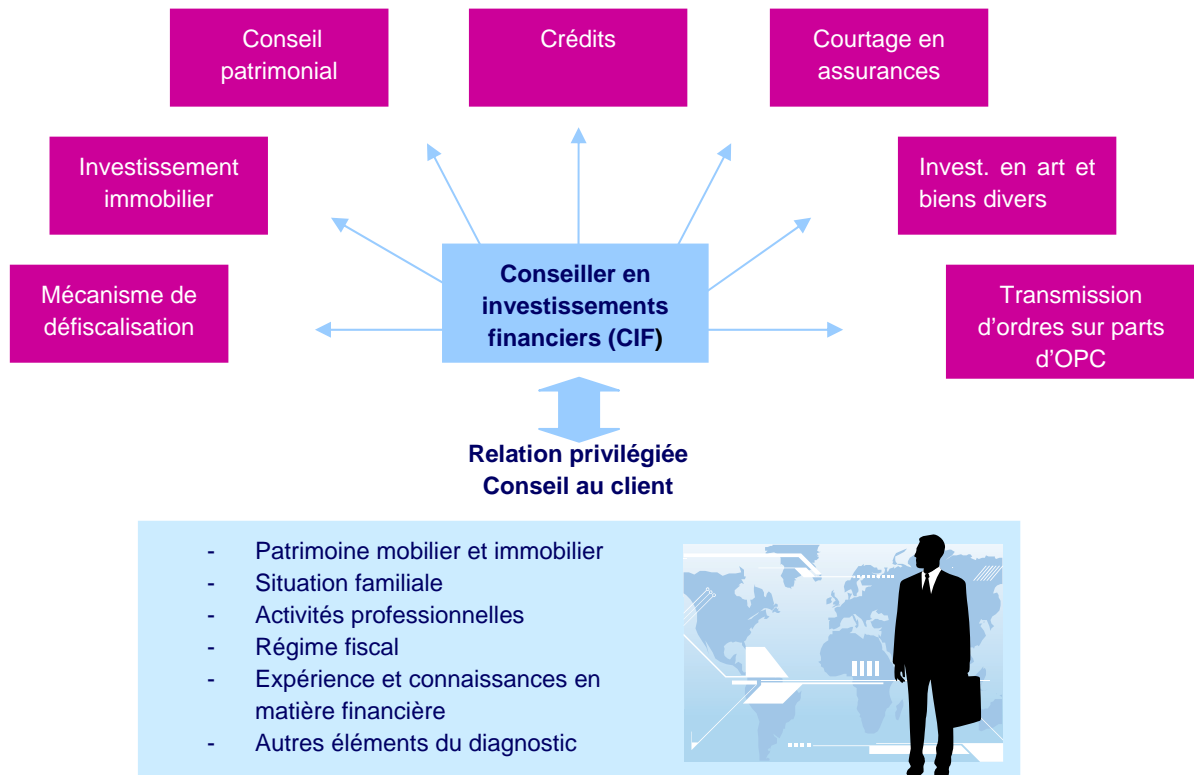 Conseil
patrimonial
Crédits
Courtage en
assurances
Investissement
immobilier
Invest. en art et
biens divers
Mécanisme de
défiscalisation
Conseiller en
investissements
financiers (CIF)
Transmission
d'ordres sur parts
d'OPC
Relation privilégiée
Conseil au client
- Patrimoine mobilier et immobilier
- Situation familiale
- Activités professionnelles
- Régime fiscal
- Expérience et connaissances en
matière financière
- Autres éléments du diagnostic